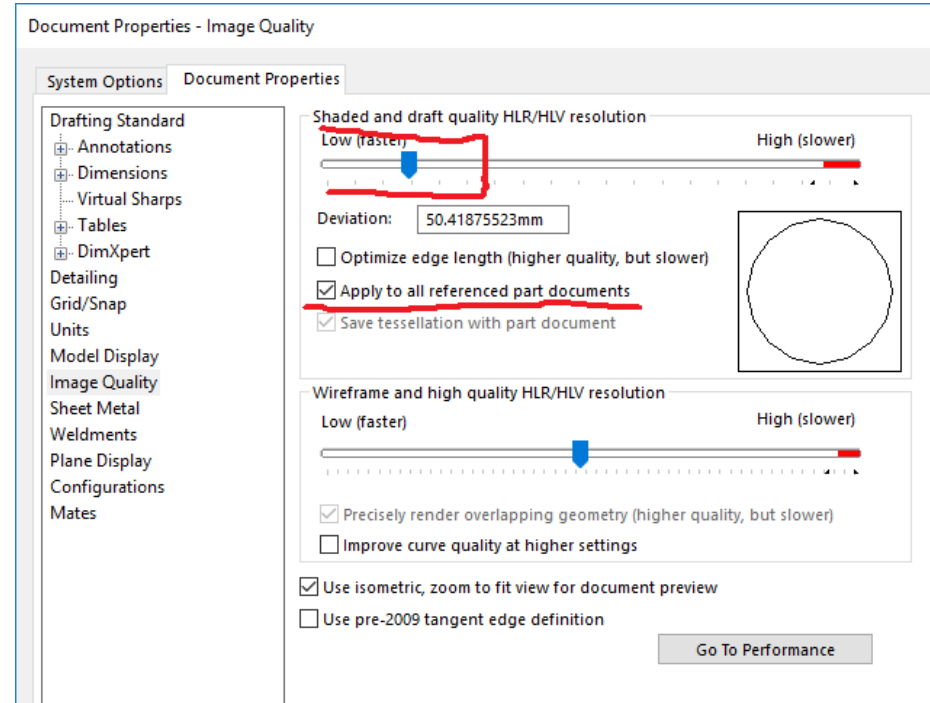 Document Properties - Image Quality
System Options Document Properties
Drafting Standard
Annotations
Dimensions
Virtual Sharps
Tables
DimXpert
Detailing
Grid/Snap
Units
Model Display
Image Quality
Sheet Metal
Weldments
Plane Display
Configurations
Mates
Shaded and draft quality HLR/HLV resolution
Low (faster) High (slower)
Deviation: 50.41875523mm
Optimize edge length (higher quality, but slower)
Apply to all referenced part documents
Save tessellation with part document
Wireframe and high quality HLR/HLV resolution
Low (faster) High (slower)
Precisely render overlapping geometry (higher quality, but slower)
Improve curve quality at higher settings
Use isometric, zoom to fit view for document preview
Use pre-2009 tangent edge definition
Go To Performance